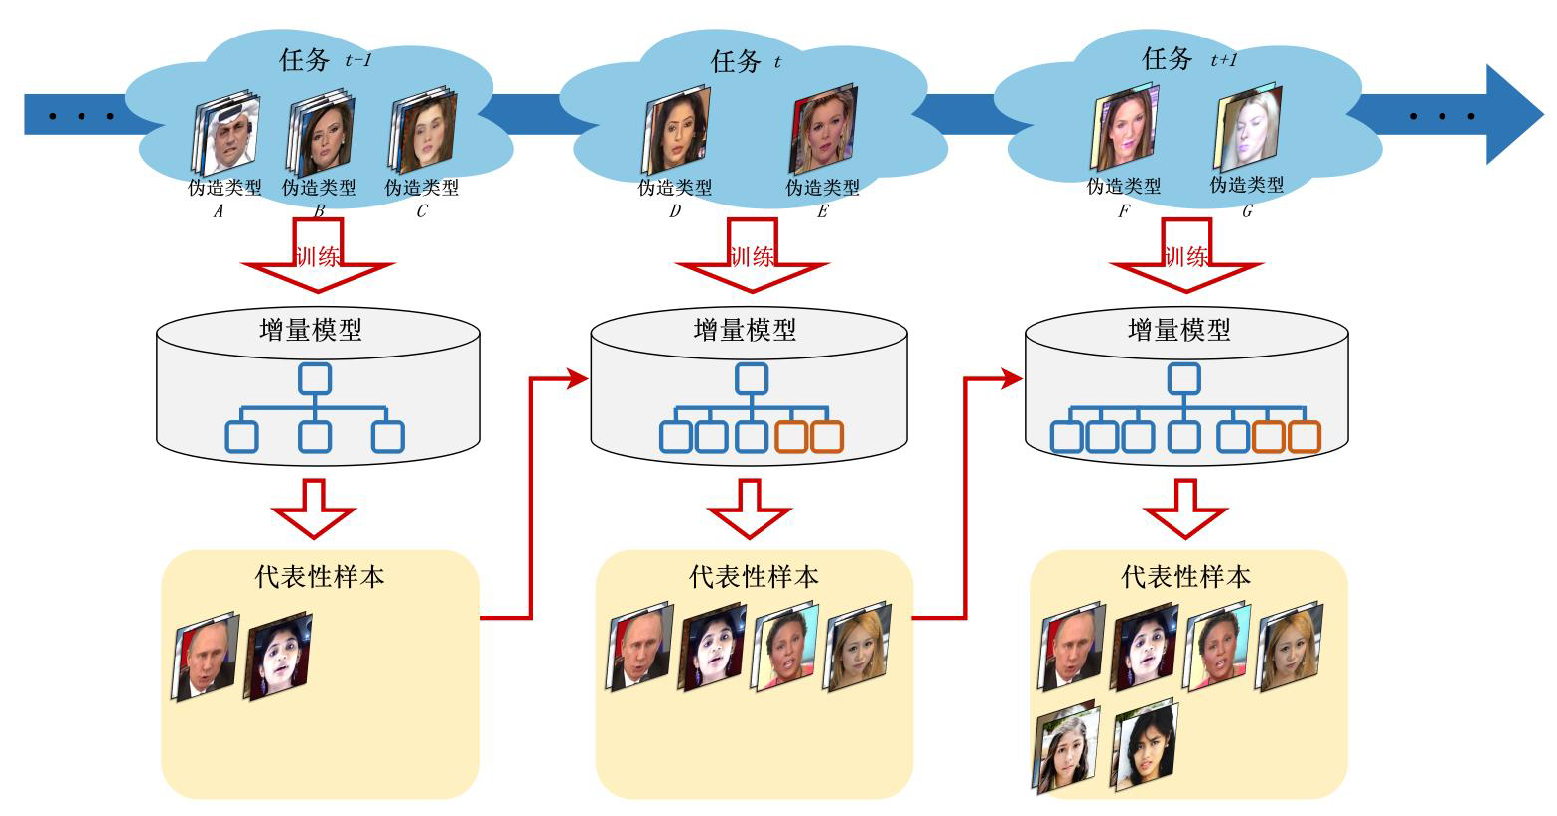 任务 t-1
任务 t
任务 t+1
· · ·
· · ·
伪造类型
A
伪造类型
B
伪造类型
C
伪造类型
D
伪造类型
E
伪造类型
F
伪造类型
G
训练
训练
训练
增量模型
增量模型
增量模型
代表性样本
代表性样本
代表性样本